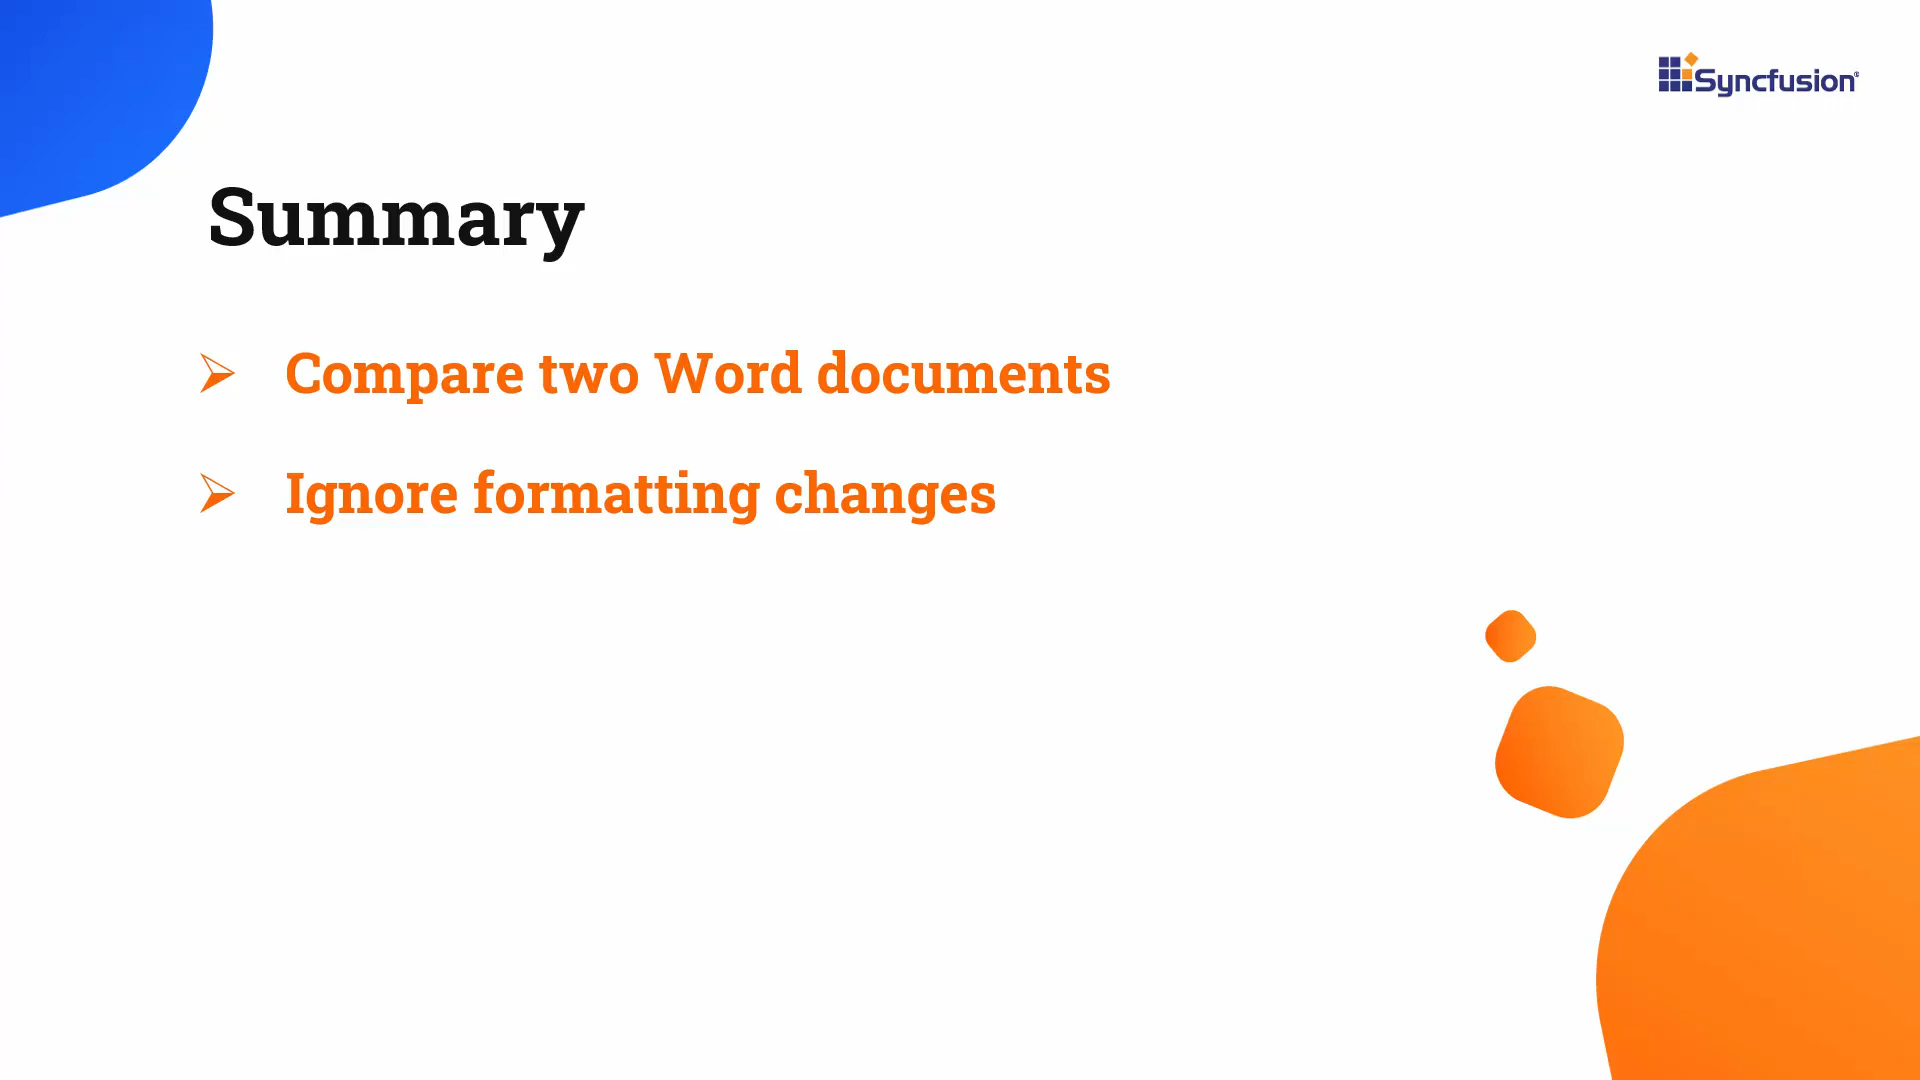 Syncfusion®
Summary
➢ Compare two Word documents
➢ Ignore formatting changes